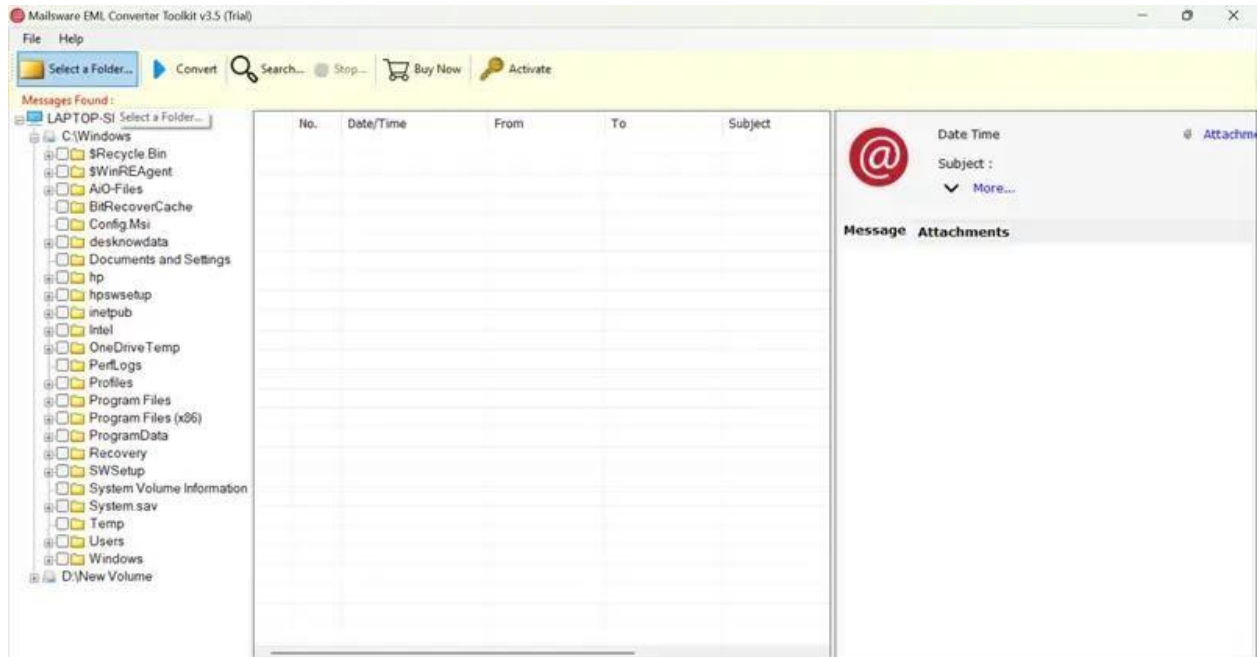 Mailsware EML Converter Toolkit v3.5 (Trial)
File Help
Select a Folder... Convert Search... Stop... Buy Now Activate
Messages Found :
LAPTOP-SI Select a Folder...
C:\Windows
$Recycle.Bin
$WinREAgent
AiO-Files
BitRecoverCache
Config.Msi
desknowdata
Documents and Settings
hp
hpswsetup
inetpub
Intel
OneDriveTemp
PerfLogs
Profiles
Program Files
Program Files (x86)
ProgramData
Recovery
SWSetup
System Volume Information
System.sav
Temp
Users
Windows
D:\New Volume
No. Date/Time From To Subject
@
Date Time Attachme
Subject :
More...
Message Attachments